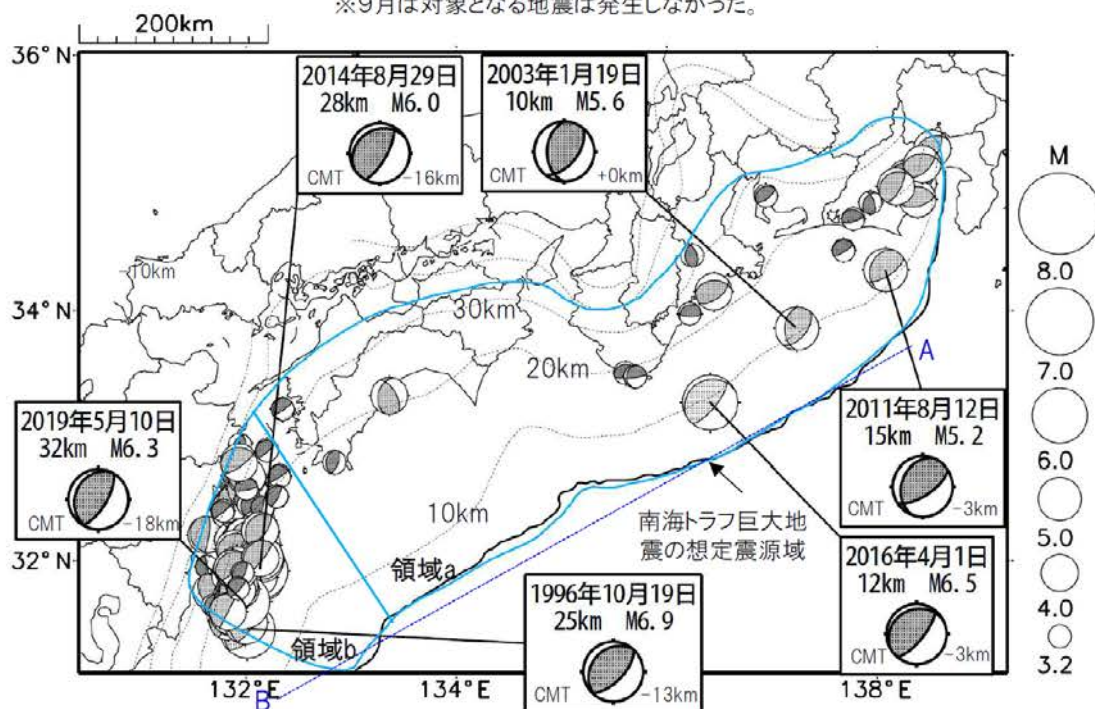 ※9月は対象となる地震は発生しなかった。
200km
36°N
34°N
32°N
132°E
134°E
138°E
2014年8月29日
28km M6.0
CMT
-16km
2003年1月19日
10km M5.6
CMT
+0km
-10km
30km
20km
10km
2019年5月10日
32km M6.3
CMT
-18km
A
2011年8月12日
15km M5.2
CMT
-3km
南海トラフ巨大地
震の想定震源域
領域a
領域b
B
1996年10月19日
25km M6.9
CMT
-13km
2016年4月1日
12km M6.5
CMT
-3km
M
8.0
7.0
6.0
5.0
4.0
3.2